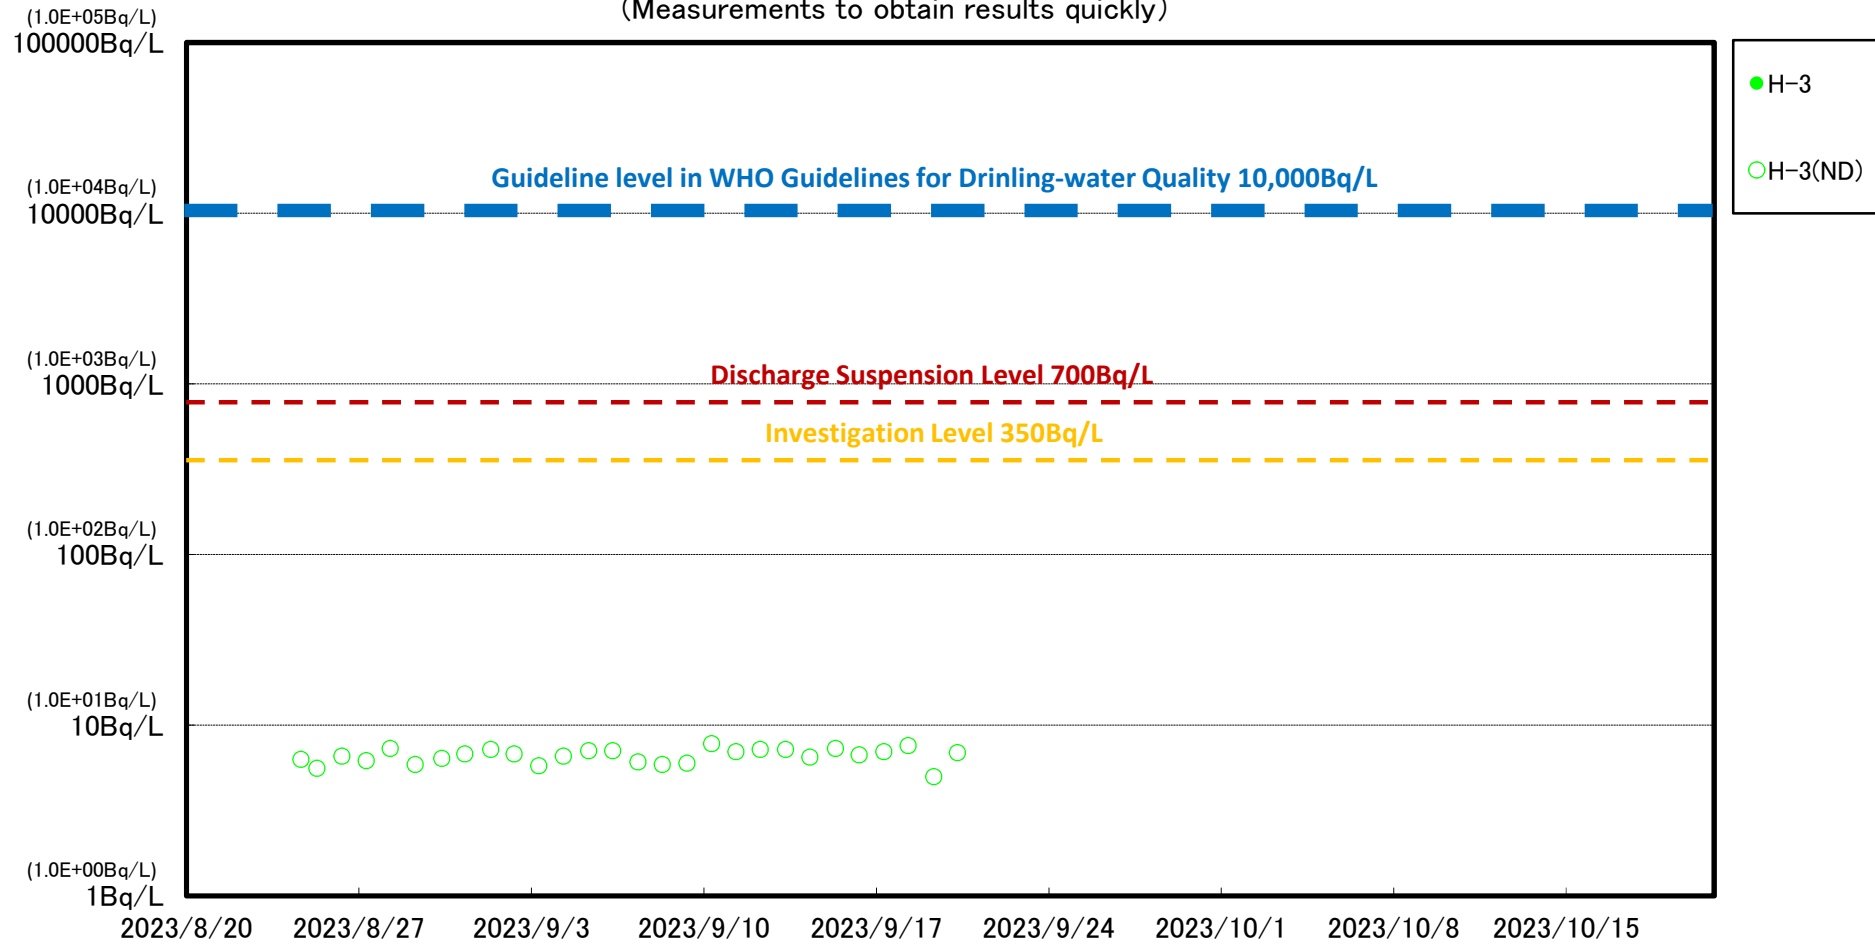 (Measurements to obtain results quickly)
(1.0E+05Bq/L)
100000Bq/L
H-3
H-3(ND)
Guideline level in WHO Guidelines for Drinling-water Quality 10,000Bq/L
(1.0E+04Bq/L)
10000Bq/L
(1.0E+03Bq/L)
1000Bq/L
Discharge Suspension Level 700Bq/L
Investigation Level 350Bq/L
(1.0E+02Bq/L)
100Bq/L
(1.0E+01Bq/L)
10Bq/L
(1.0E+00Bq/L)
1Bq/L
2023/8/20 2023/8/27 2023/9/3 2023/9/10 2023/9/17 2023/9/24 2023/10/1 2023/10/8 2023/10/15